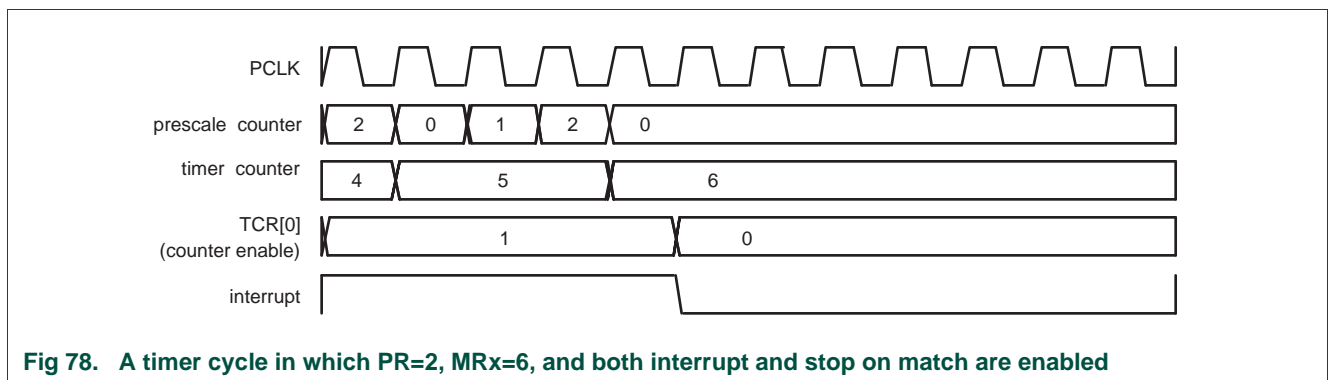 PCLK
prescale counter 2 0 1 2 0
timer counter 4 5 6
TCR[0]
(counter enable) 1 0
interrupt
Fig 78. A timer cycle in which PR=2, MRx=6, and both interrupt and stop on match are enabled